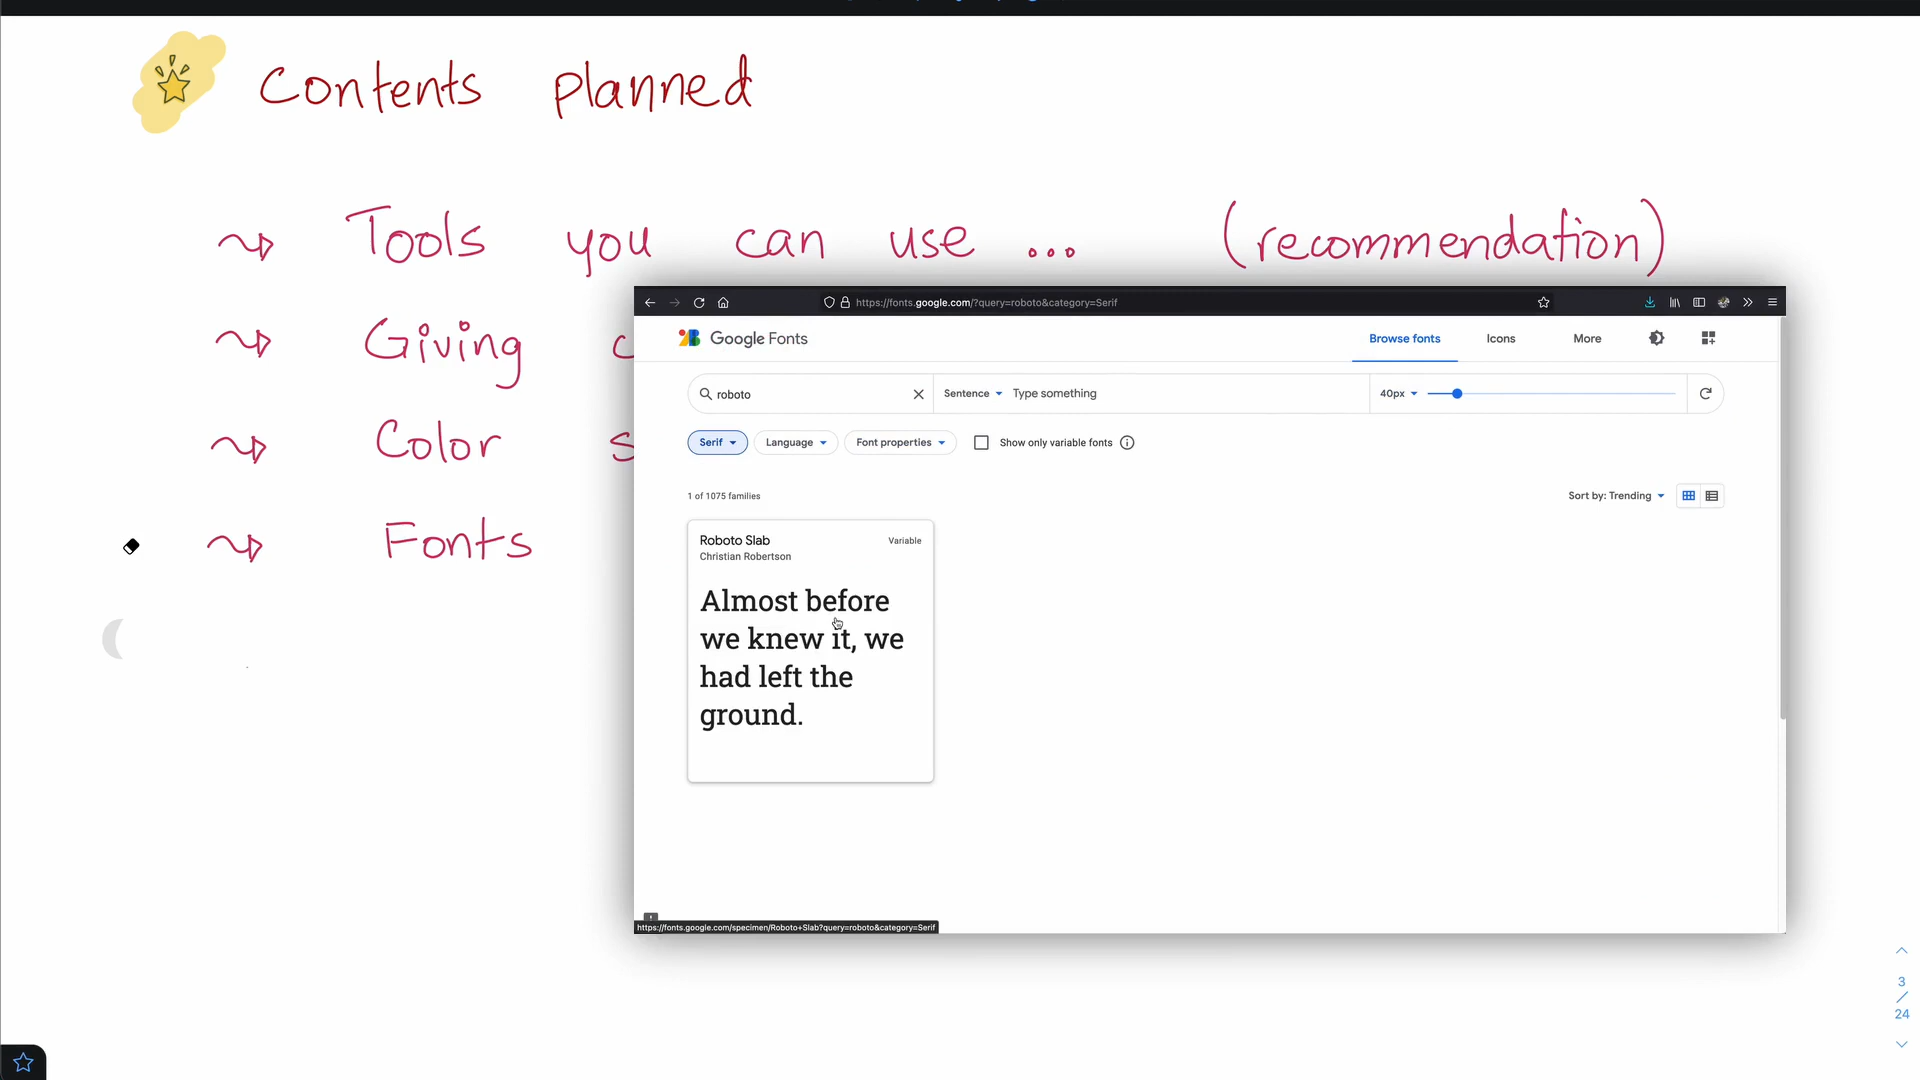 Contents planned
Tools you can use ... (recommendation)
Giving
Color
Fonts
https://fonts.google.com/?query=roboto&category=Serif
Google Fonts
Browse fonts
Icons
More
roboto
Sentence
Type something
40px
Serif
Language
Font properties
Show only variable fonts
1 of 1075 families
Sort by: Trending
Roboto Slab
Variable
Christian Robertson
Almost before
we knew it, we
had left the
ground.
https://fonts.google.com/specimen/Roboto+Slab?query=roboto&category=Serif
3
/
24